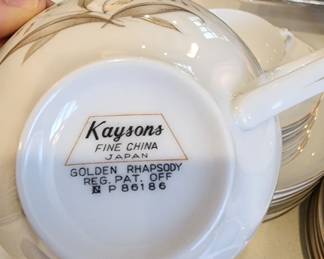 Kaysons
FINE CHINA
JAPAN
GOLDEN RHAPSODY
REG. PAT. OFF
P 86186